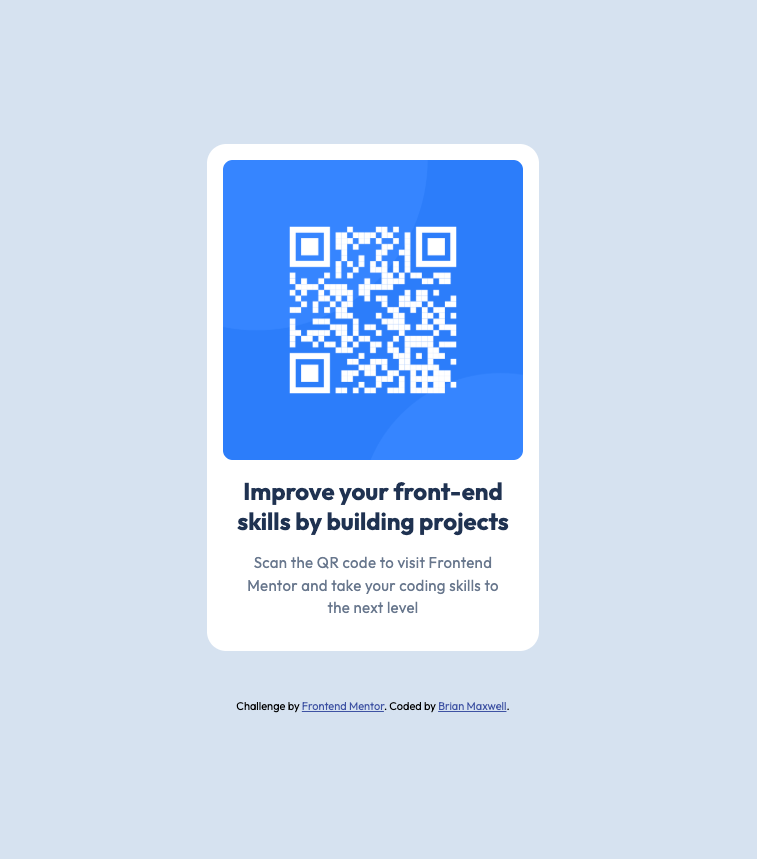 Improve your front-end
skills by building projects
Scan the QR code to visit Frontend
Mentor and take your coding skills to
the next level
Challenge by Frontend Mentor. Coded by Brian Maxwell.